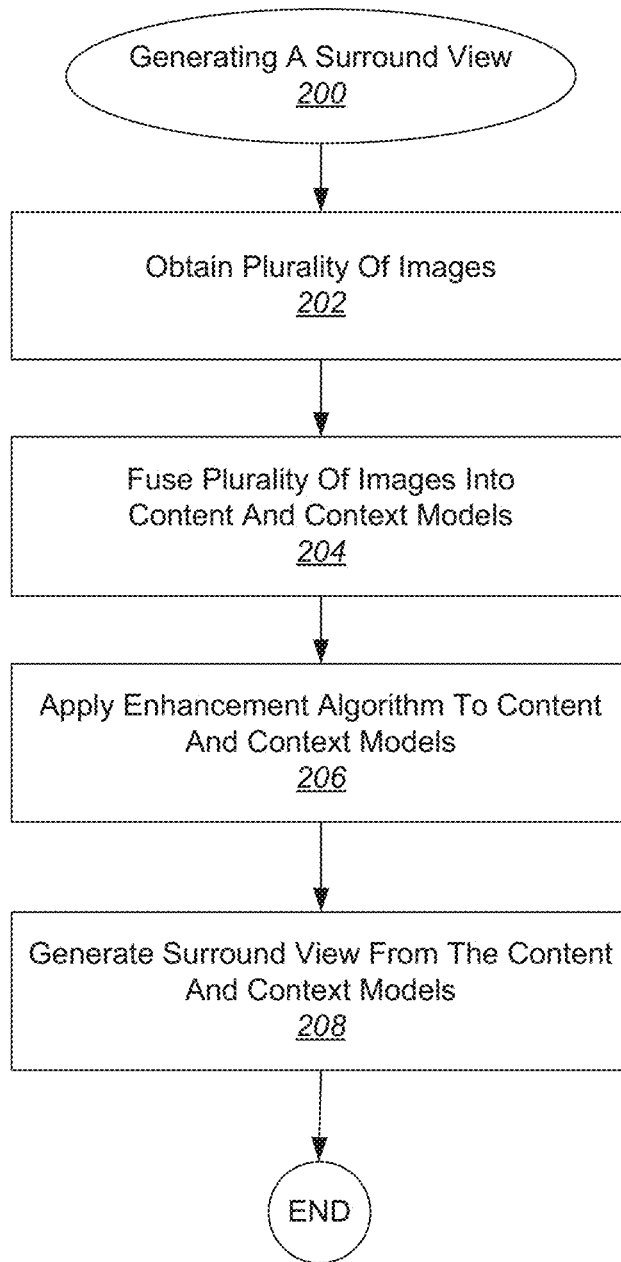 Generating A Surround View
200
Obtain Plurality Of Images
202
Fuse Plurality Of Images Into
Content And Context Models
204
Apply Enhancement Algorithm To Content
And Context Models
206
Generate Surround View From The Content
And Context Models
208
END